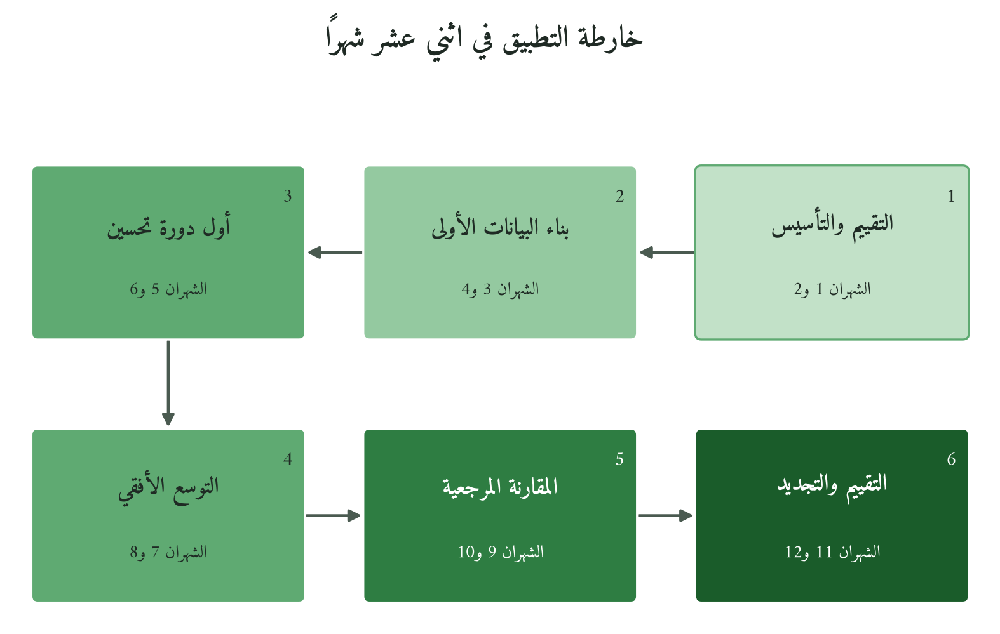 خارطة التطبيق في اثني عشر شهرًا
1
التقييم والتأسيس
الشهران 1 و2
2
بناء البيانات الأولى
الشهران 3 و4
3
أول دورة تحسين
الشهران 5 و6
4
التوسع الأفقي
الشهران 7 و8
5
المقارنة المرجعية
الشهران 9 و10
6
التقييم والتجديد
الشهران 11 و12